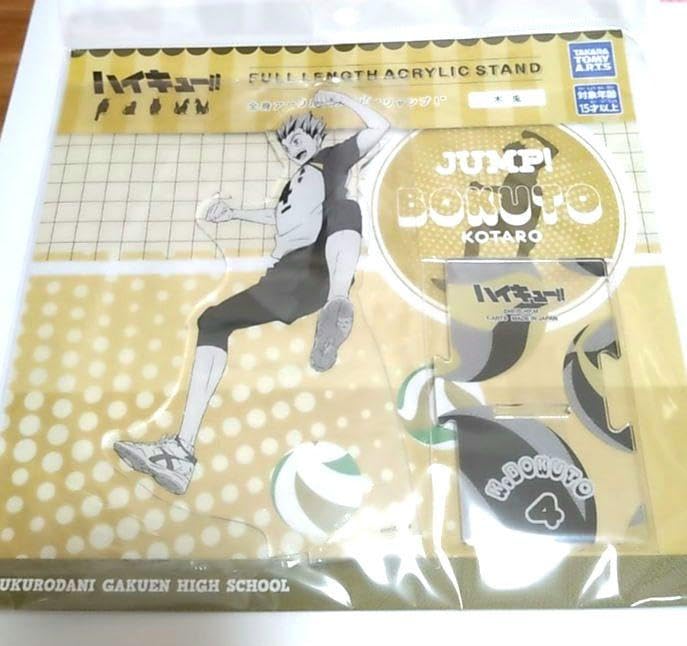 ハイキュー!!
FULL LENGTH ACRYLIC STAND
木兎
TAKARA
TOMY
A.R.T.S
対象年齢
15才以上
JUMP!
BOKUTO
KOTARO
4
ハイキュー!!
T-ARTS MADE IN JAPAN
K.BOKUTO
4
UKURODANI GAKUEN HIGH SCHOOL